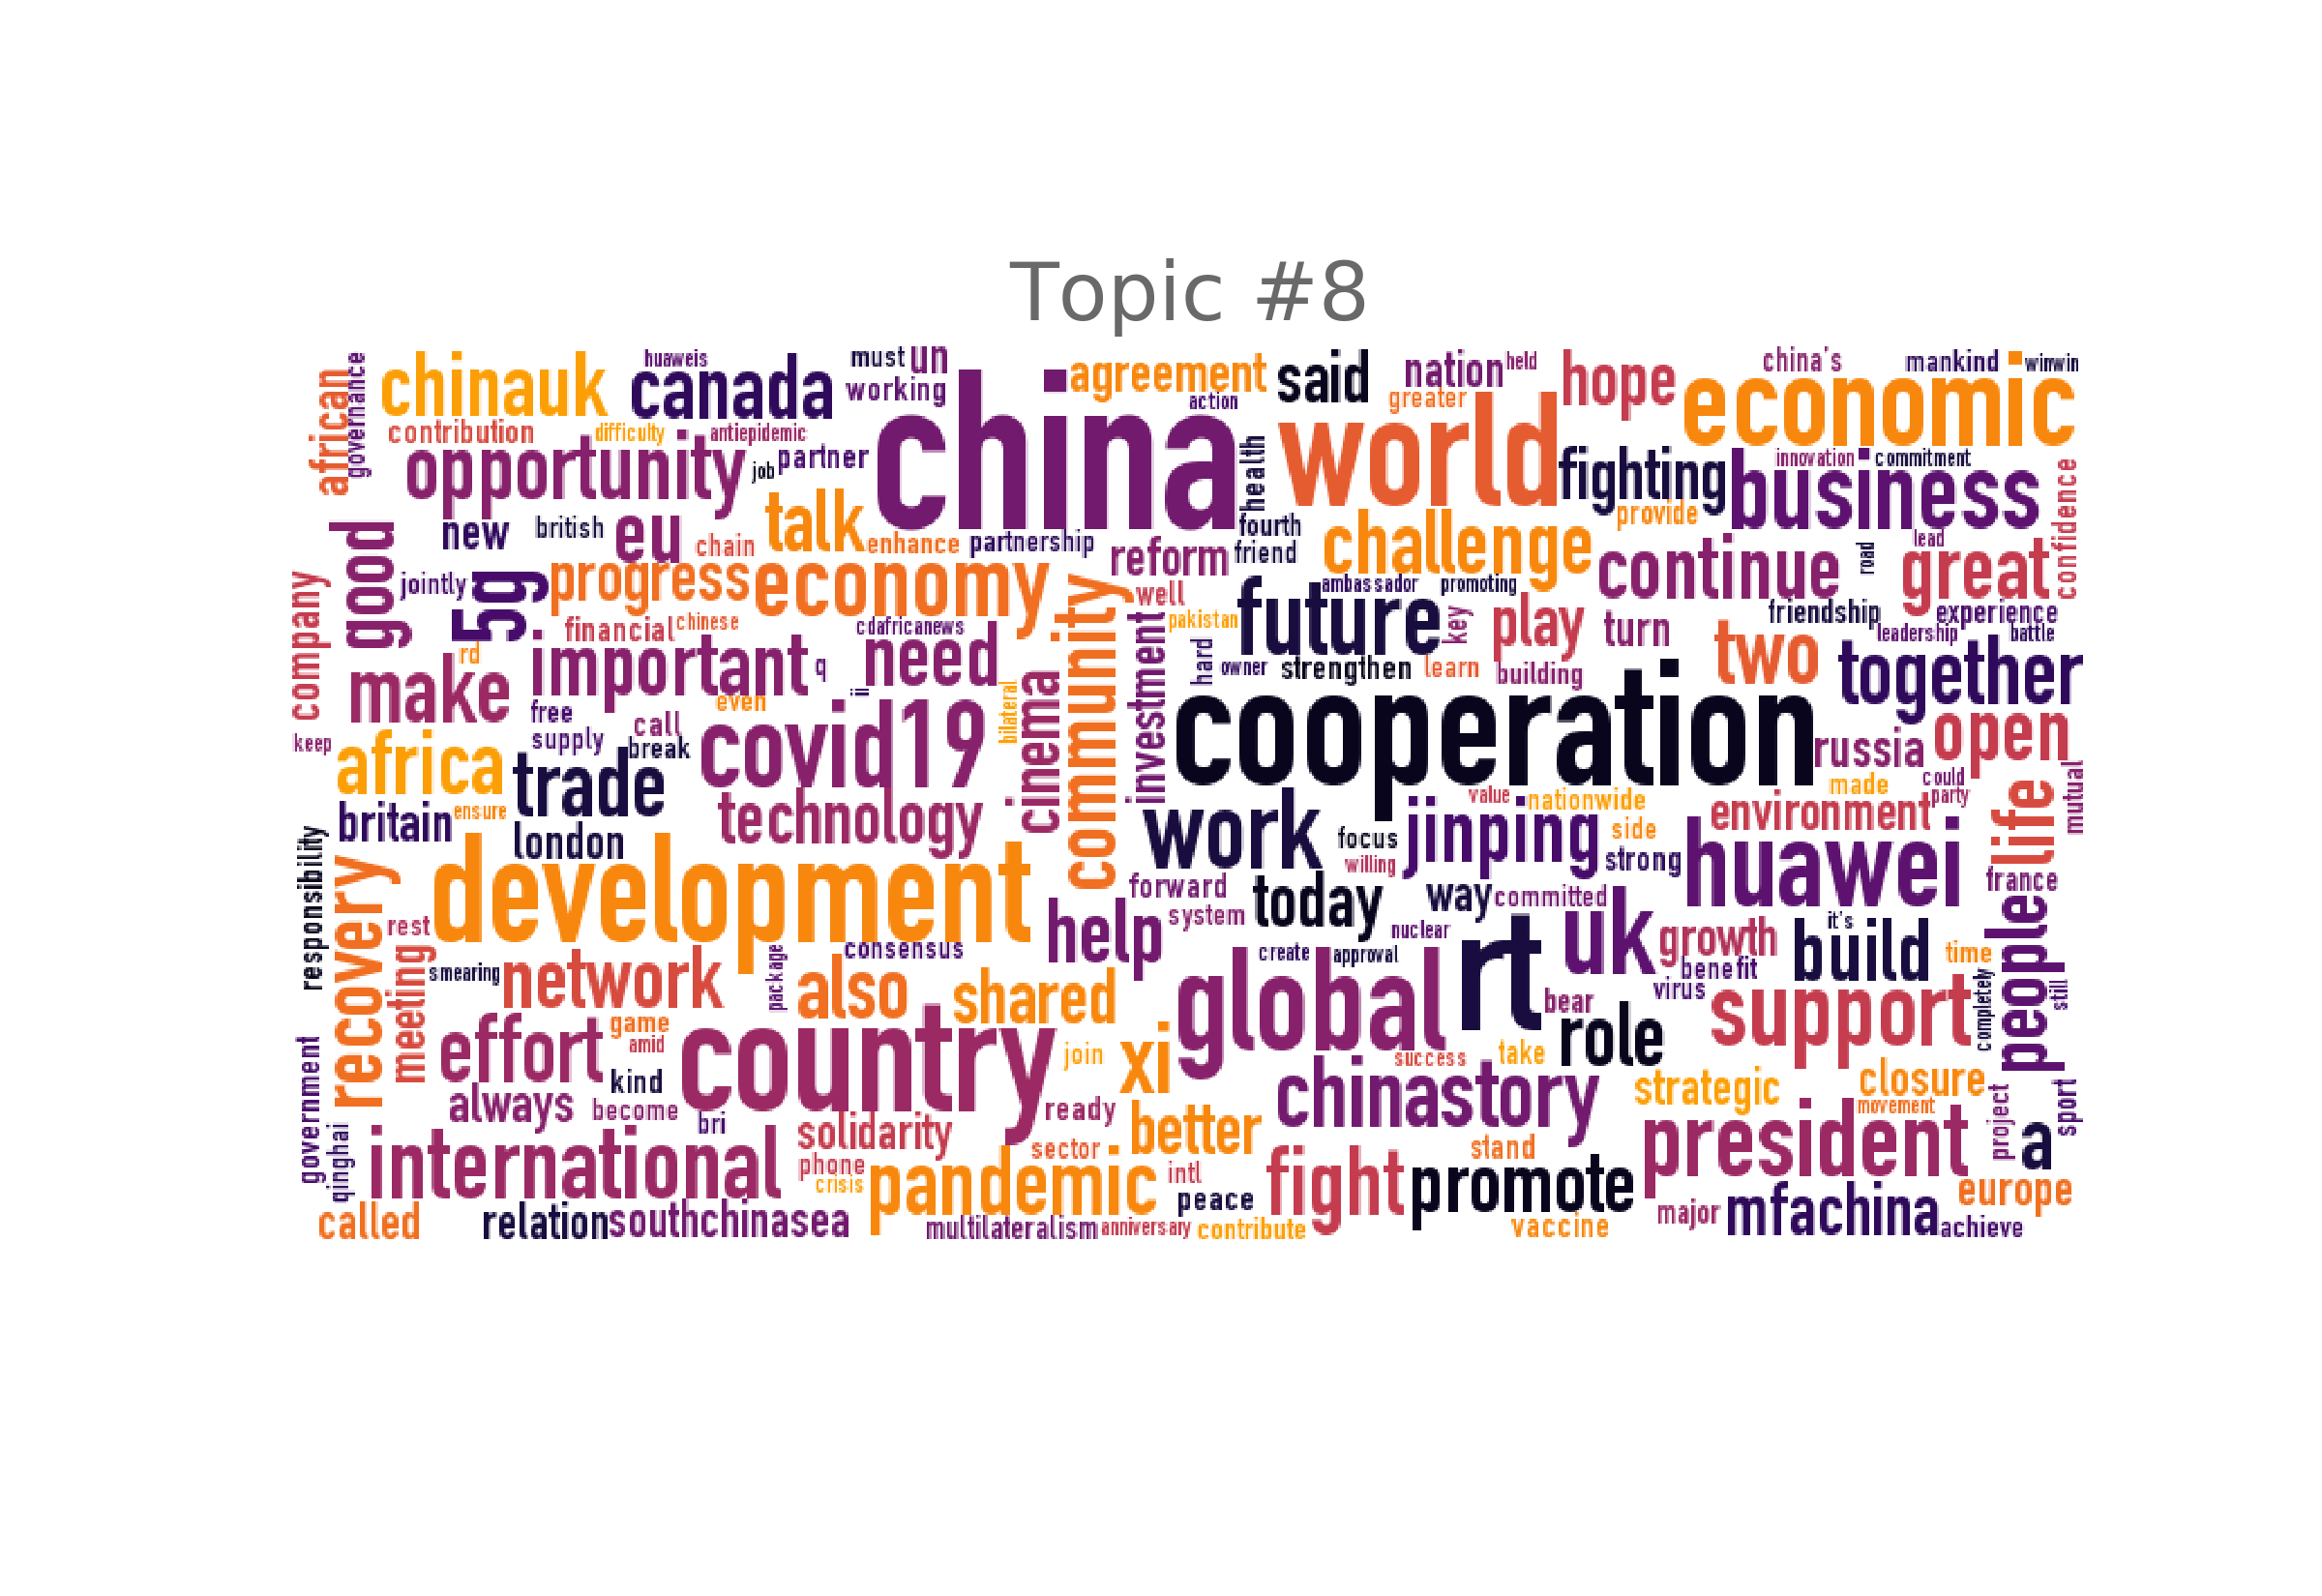 Topic #8
african
governance
chinauk
huaweis
canada
must
un
working
china
agreement
said
nation
held
hope
china's
mankind
winwin
economic
action
greater
contribution
difficulty
antiepidemic
opportunity
job
partner
health
world
fighting
innovation
commitment
business
confidence
good
new
british
eu
chain
talk
enhance
partnership
fourth
reform
friend
challenge
provide
continue
road
lead
great
company
jointly
5g
progress
economy
community
well
ambassador
promoting
future
key
play
turn
friendship
experience
leadership
battle
financial
chinese
cdafricanews
pakistan
investment
rd
important
q
need
hard
owner
strengthen
learn
building
two
together
make
even
iii
bilateral
cinema
free
call
supply
break
covid19
cooperation
russia
open
keep
africa
trade
technology
value
nationwide
made
could
party
mutual
britain
ensure
london
work
focus
jinping
side
environment
life
responsibility
recovery
development
willing
strong
huawei
france
forward
today
way
committed
rest
help
system
nuclear
uk
growth
it's
build
time
people
meeting
smearing
network
package
consensus
also
shared
create
approval
rt
global
benefit
virus
bear
support
completely
still
effort
game
amid
country
join
xi
success
take
role
government
kind
chinastory
strategic
closure
always
become
bri
ready
better
movement
project
sport
qinghai
international
solidarity
sector
stand
president
a
phone
crisis
pandemic
intl
peace
fight
promote
europe
called
relation
southchinasea
multilateralism
anniversary
contribute
vaccine
major
mfachina
achieve